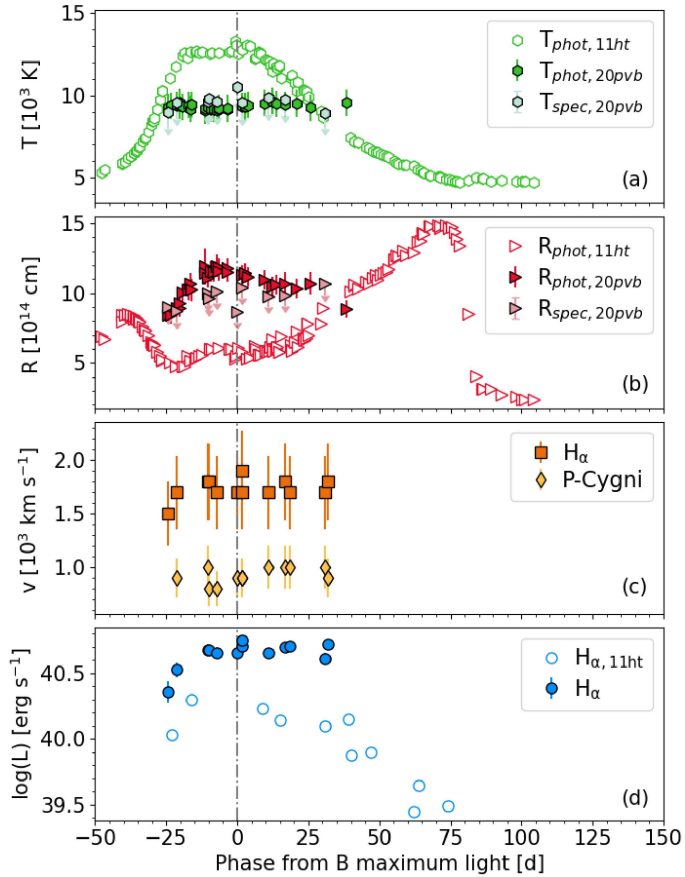 15
10
5
T [10³ K]
T_phot,11ht
T_phot,20pvb
T_spec,20pvb
(a)
15
10
5
R [10¹⁴ cm]
R_phot,11ht
R_phot,20pvb
R_spec,20pvb
(b)
2.0
1.5
1.0
v [10³ km s⁻¹]
H_α
P-Cygni
(c)
40.5
40.0
39.5
log(L) [erg s⁻¹]
H_α,11ht
H_α
(d)
−50 −25 0 25 50 75 100 125 150
Phase from B maximum light [d]